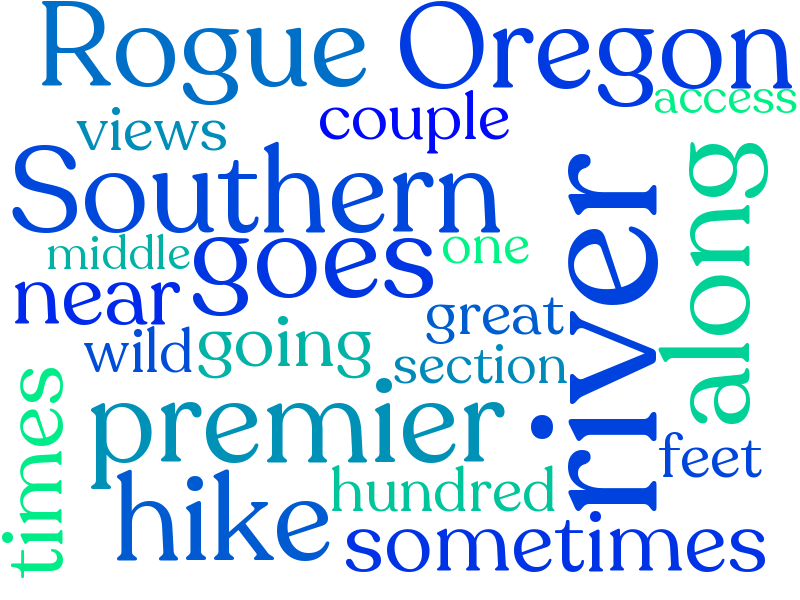 Rogue Oregon
access
views couple
Southern
river
along
middle goes one
near
great
wild going
section
times
premier
feet
hike hundred
sometimes